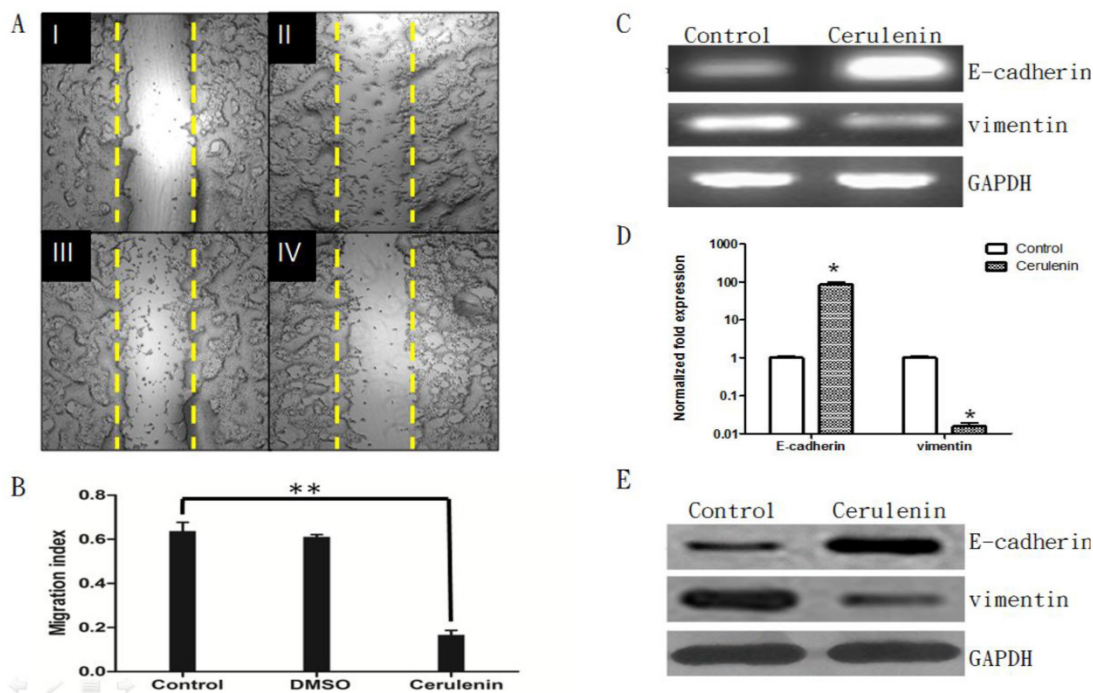 A
I
II
III
IV
B
**
Migration index
0.8
0.6
0.4
0.2
0.0
Control DMSO Cerulenin
C
Control Cerulenin
E-cadherin
vimentin
GAPDH
D
Normalized fold expression
1000
100
10
1
0.1
0.01
Control
Cerulenin
*
*
E-cadherin vimentin
E
Control Cerulenin
E-cadherin
vimentin
GAPDH